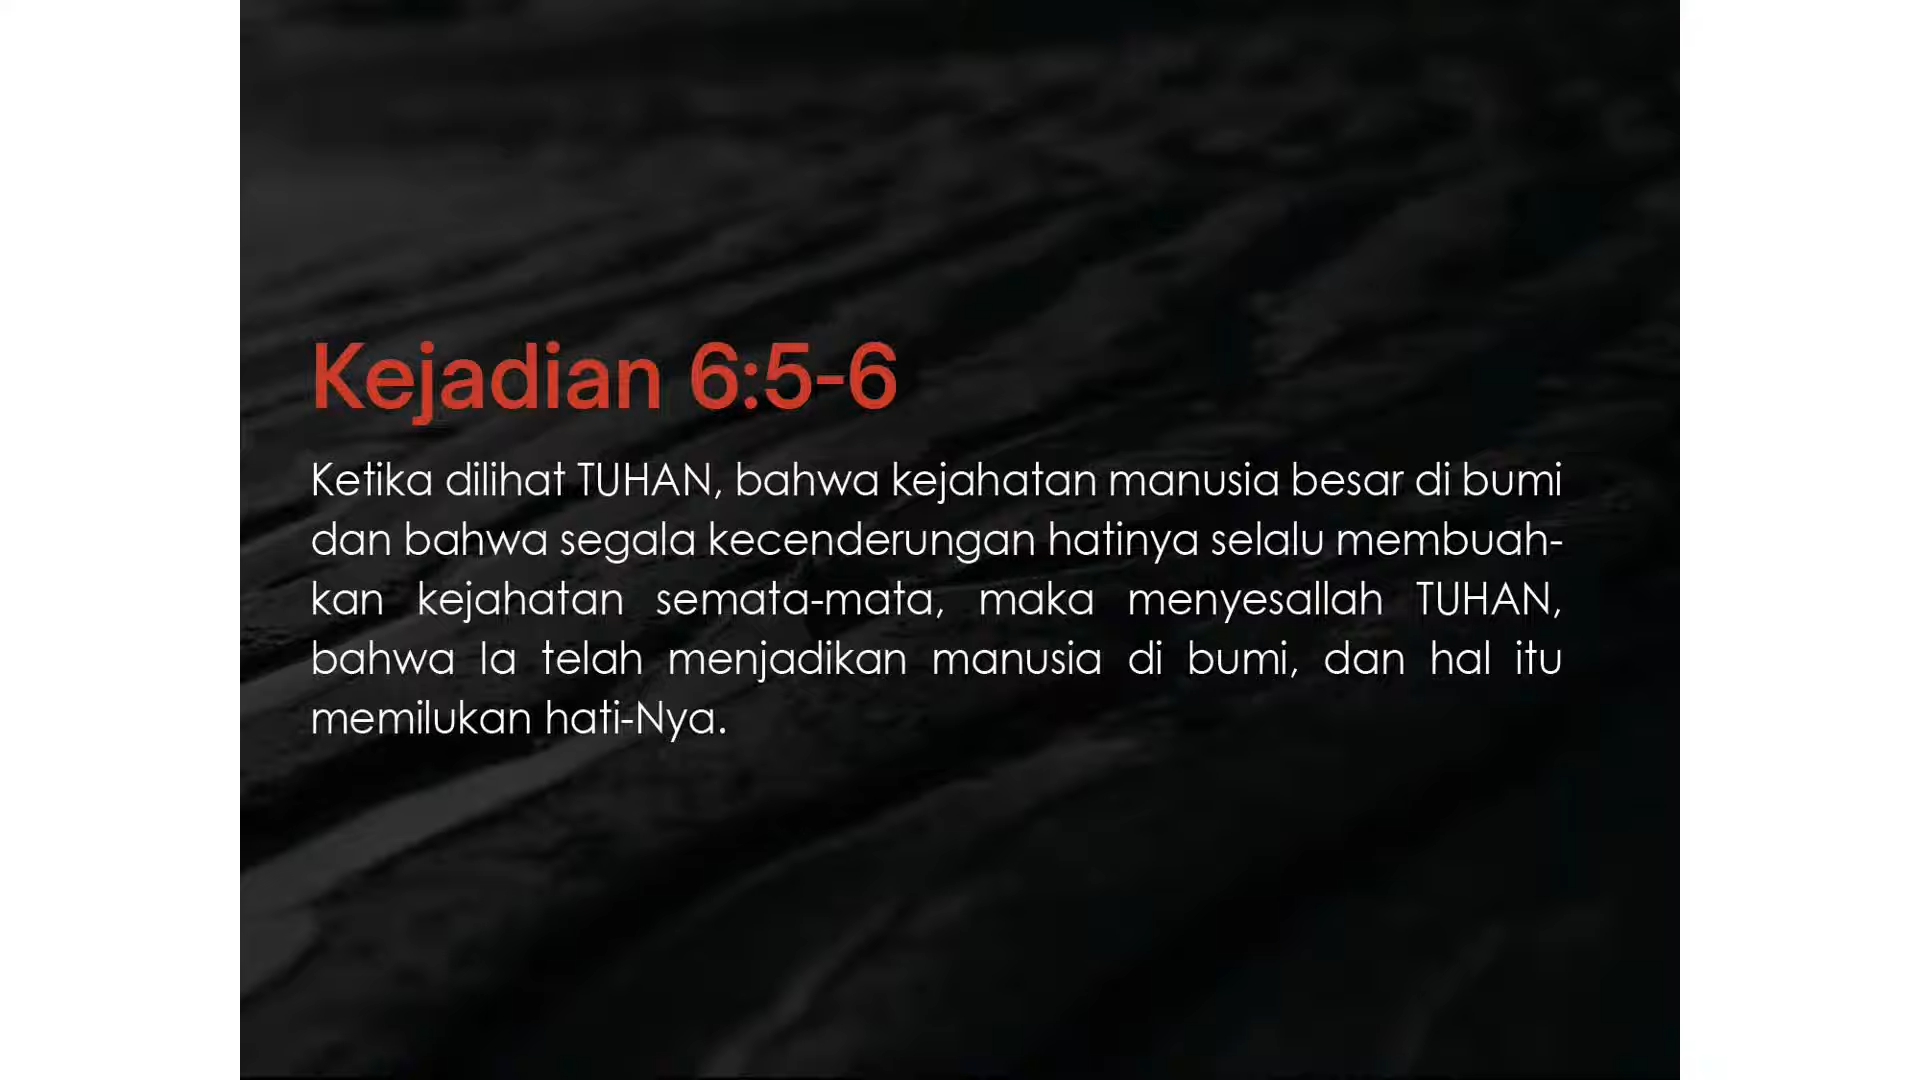 Kejadian 6:5-6
Ketika dilihat TUHAN, bahwa kejahatan manusia besar di bumi
dan bahwa segala kecenderungan hatinya selalu membuah-
kan kejahatan semata-mata, maka menyesallah TUHAN,
bahwa Ia telah menjadikan manusia di bumi, dan hal itu
memilukan hati-Nya.